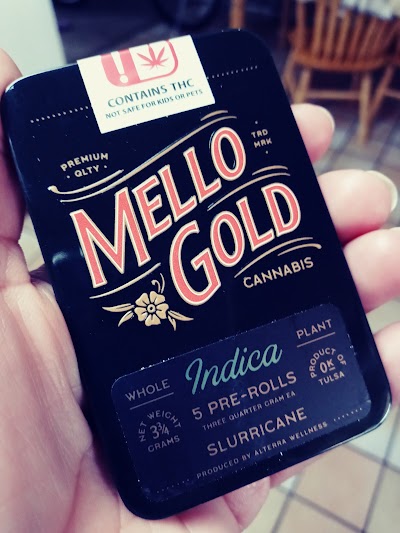 CONTAINS THC
NOT SAFE FOR KIDS OR PETS
PREMIUM
QLTY
TRD
MRK
MELLO
GOLD
CANNABIS
WHOLE
Indica
PLANT
5 PRE-ROLLS
THREE QUARTER GRAM EA
NET WEIGHT
3¾
GRAMS
PRODUCT O'
OK
TULSA
SLURRICANE
PRODUCED BY ALTERRA WELLNESS